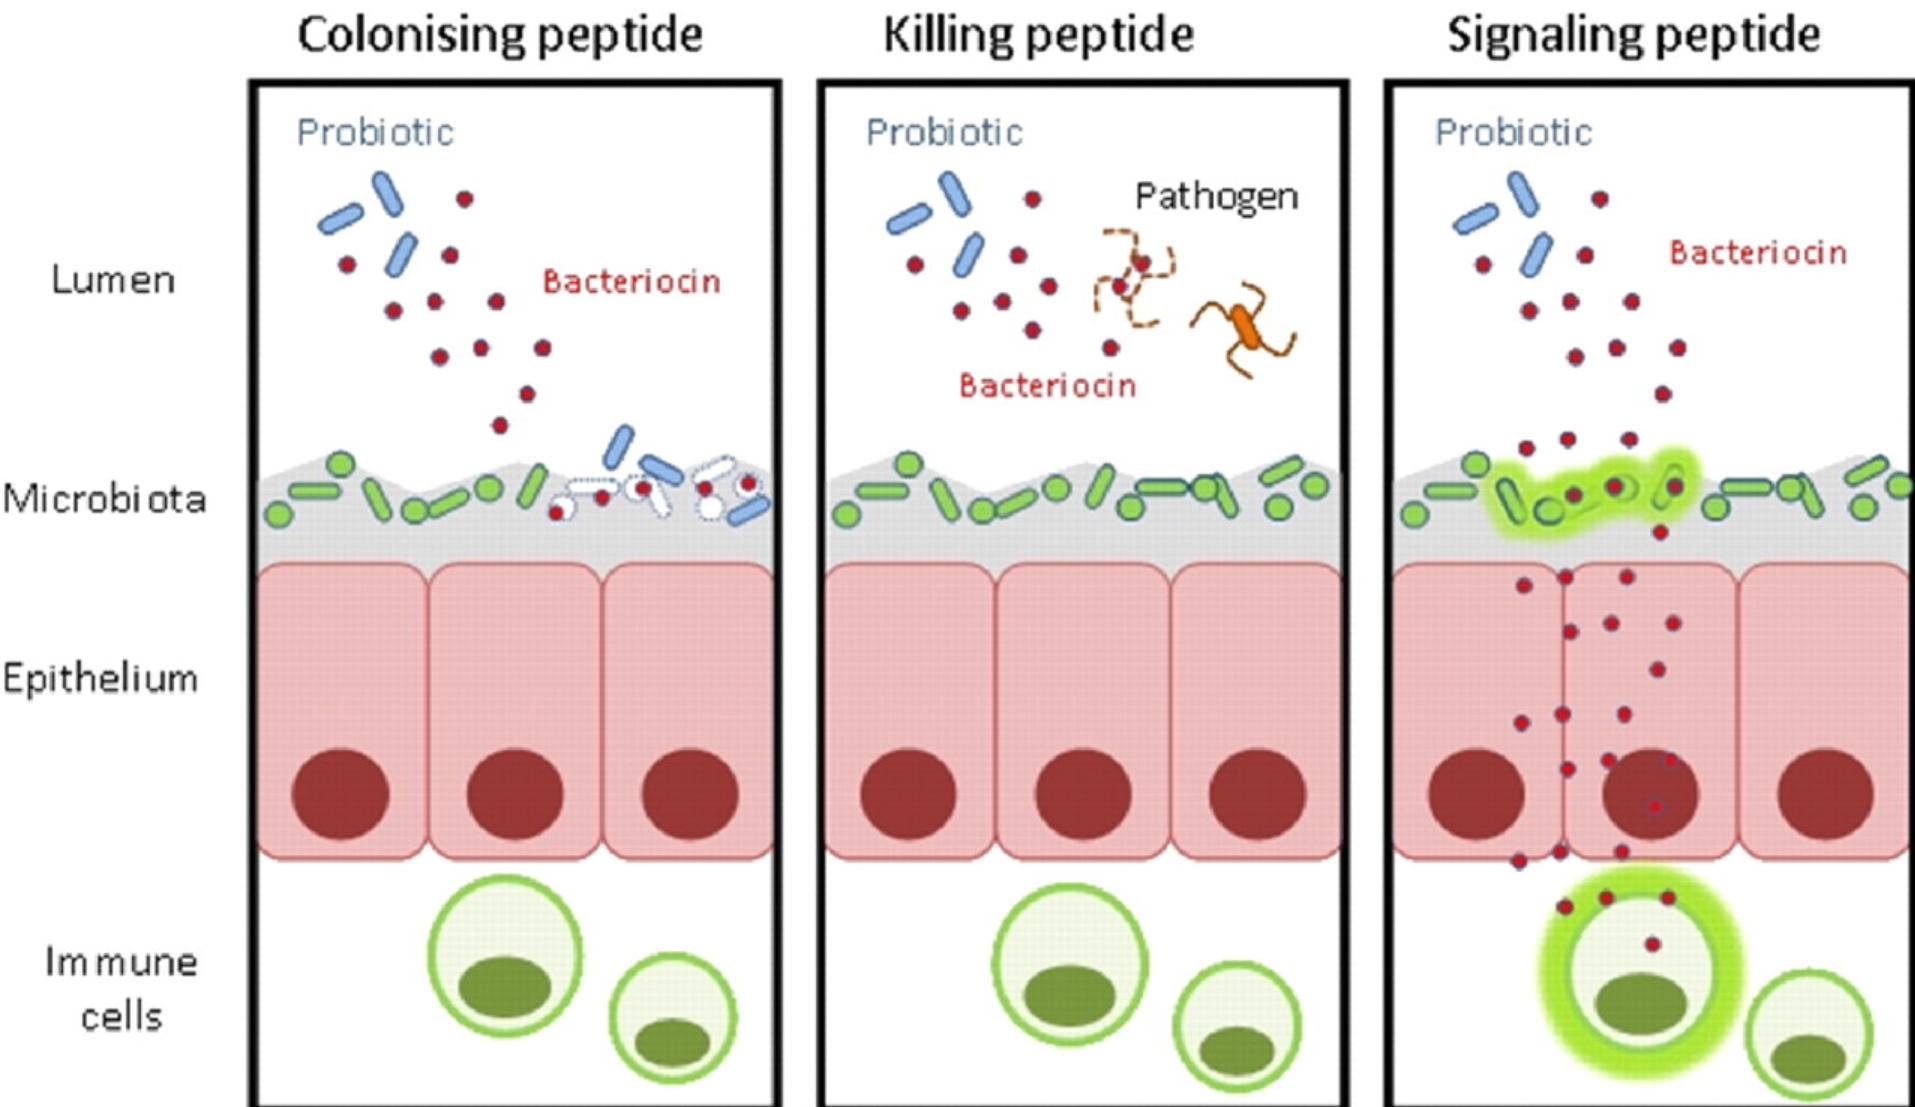 Colonising peptide
Killing peptide
Signaling peptide
Probiotic
Bacteriocin
Probiotic
Pathogen
Bacteriocin
Probiotic
Bacteriocin
Lumen
Microbiota
Epithelium
Immune
cells